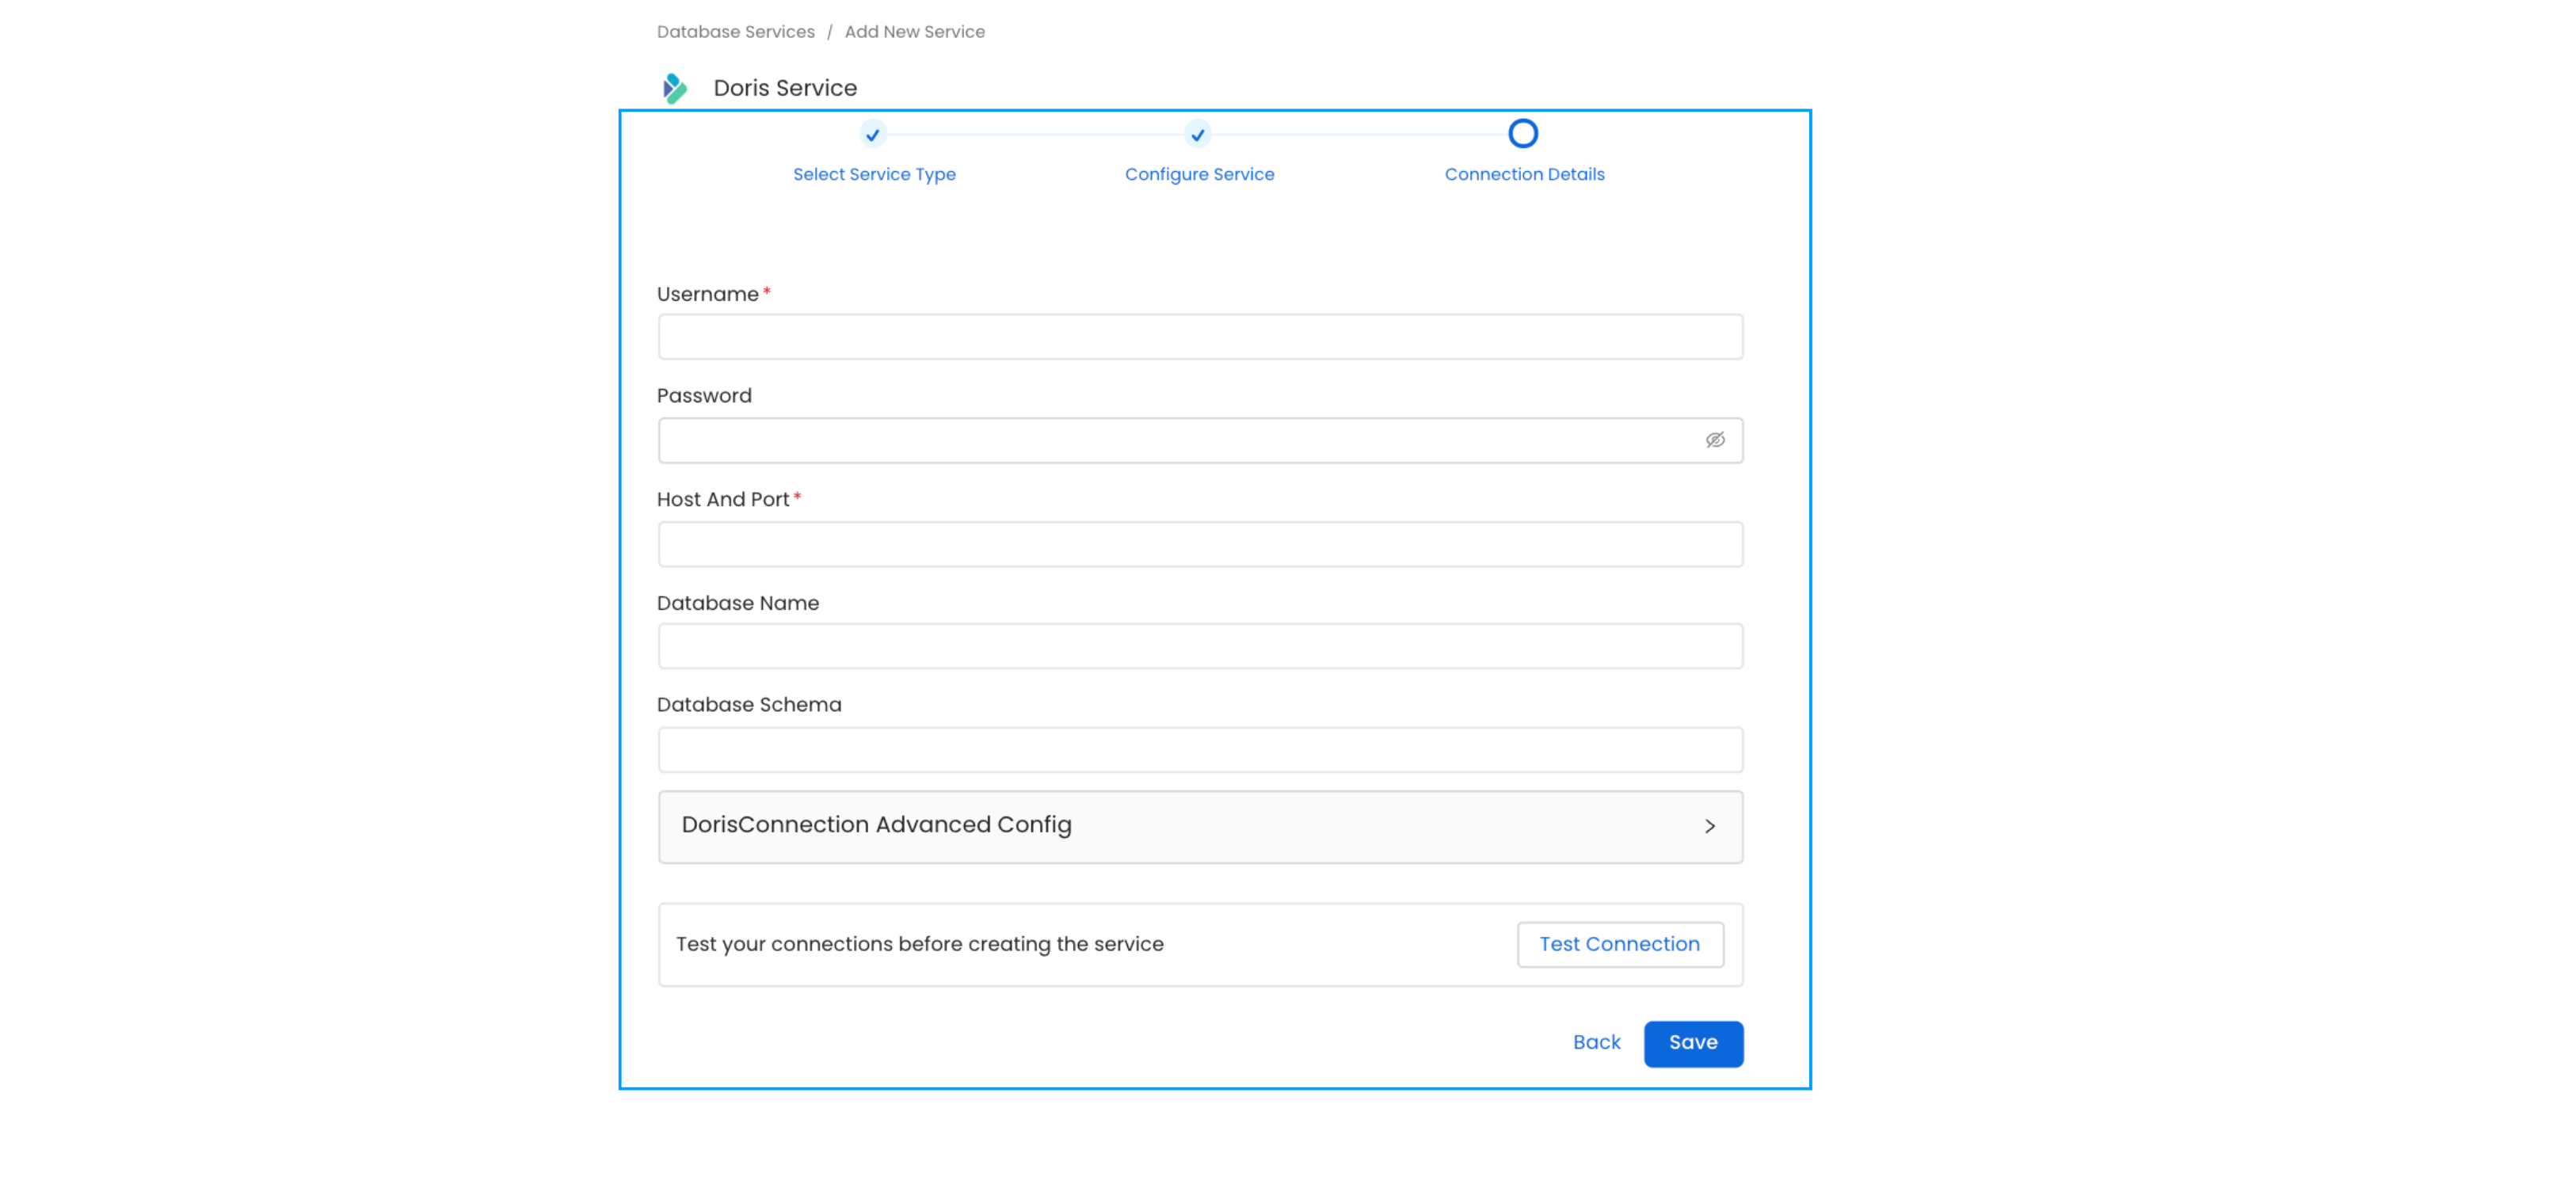 Database Services / Add New Service
Doris Service
Select Service Type Configure Service Connection Details
Username*
Password
Host And Port*
Database Name
Database Schema
DorisConnection Advanced Config
Test your connections before creating the service Test Connection
Back Save